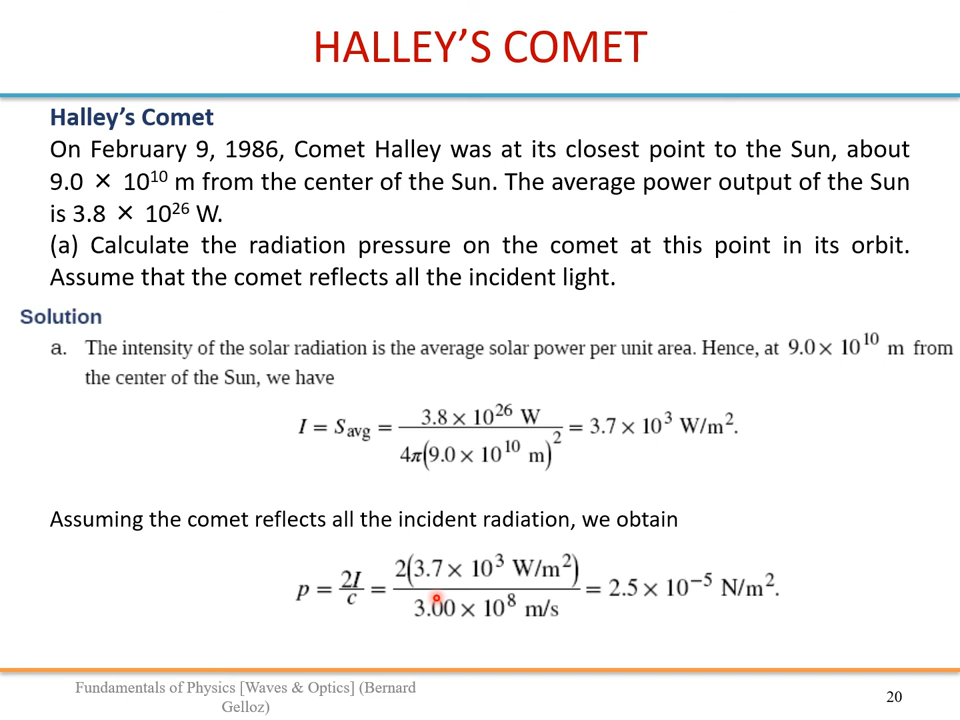 HALLEY’S COMET
Halley’s Comet
On February 9, 1986, Comet Halley was at its closest point to the Sun, about
9.0 × 10¹⁰ m from the center of the Sun. The average power output of the Sun
is 3.8 × 10²⁶ W.
(a) Calculate the radiation pressure on the comet at this point in its orbit.
Assume that the comet reflects all the incident light.
Solution
a. The intensity of the solar radiation is the average solar power per unit area. Hence, at 9.0 × 10¹⁰ m from
the center of the Sun, we have
I = S_avg = 3.8 × 10²⁶ W / 4π(9.0 × 10¹⁰ m)² = 3.7 × 10³ W/m².
Assuming the comet reflects all the incident radiation, we obtain
p = 2I/c = 2(3.7 × 10³ W/m²) / 3.00 × 10⁸ m/s = 2.5 × 10⁻⁵ N/m².
Fundamentals of Physics [Waves & Optics] (Bernard
Gelloz)
20